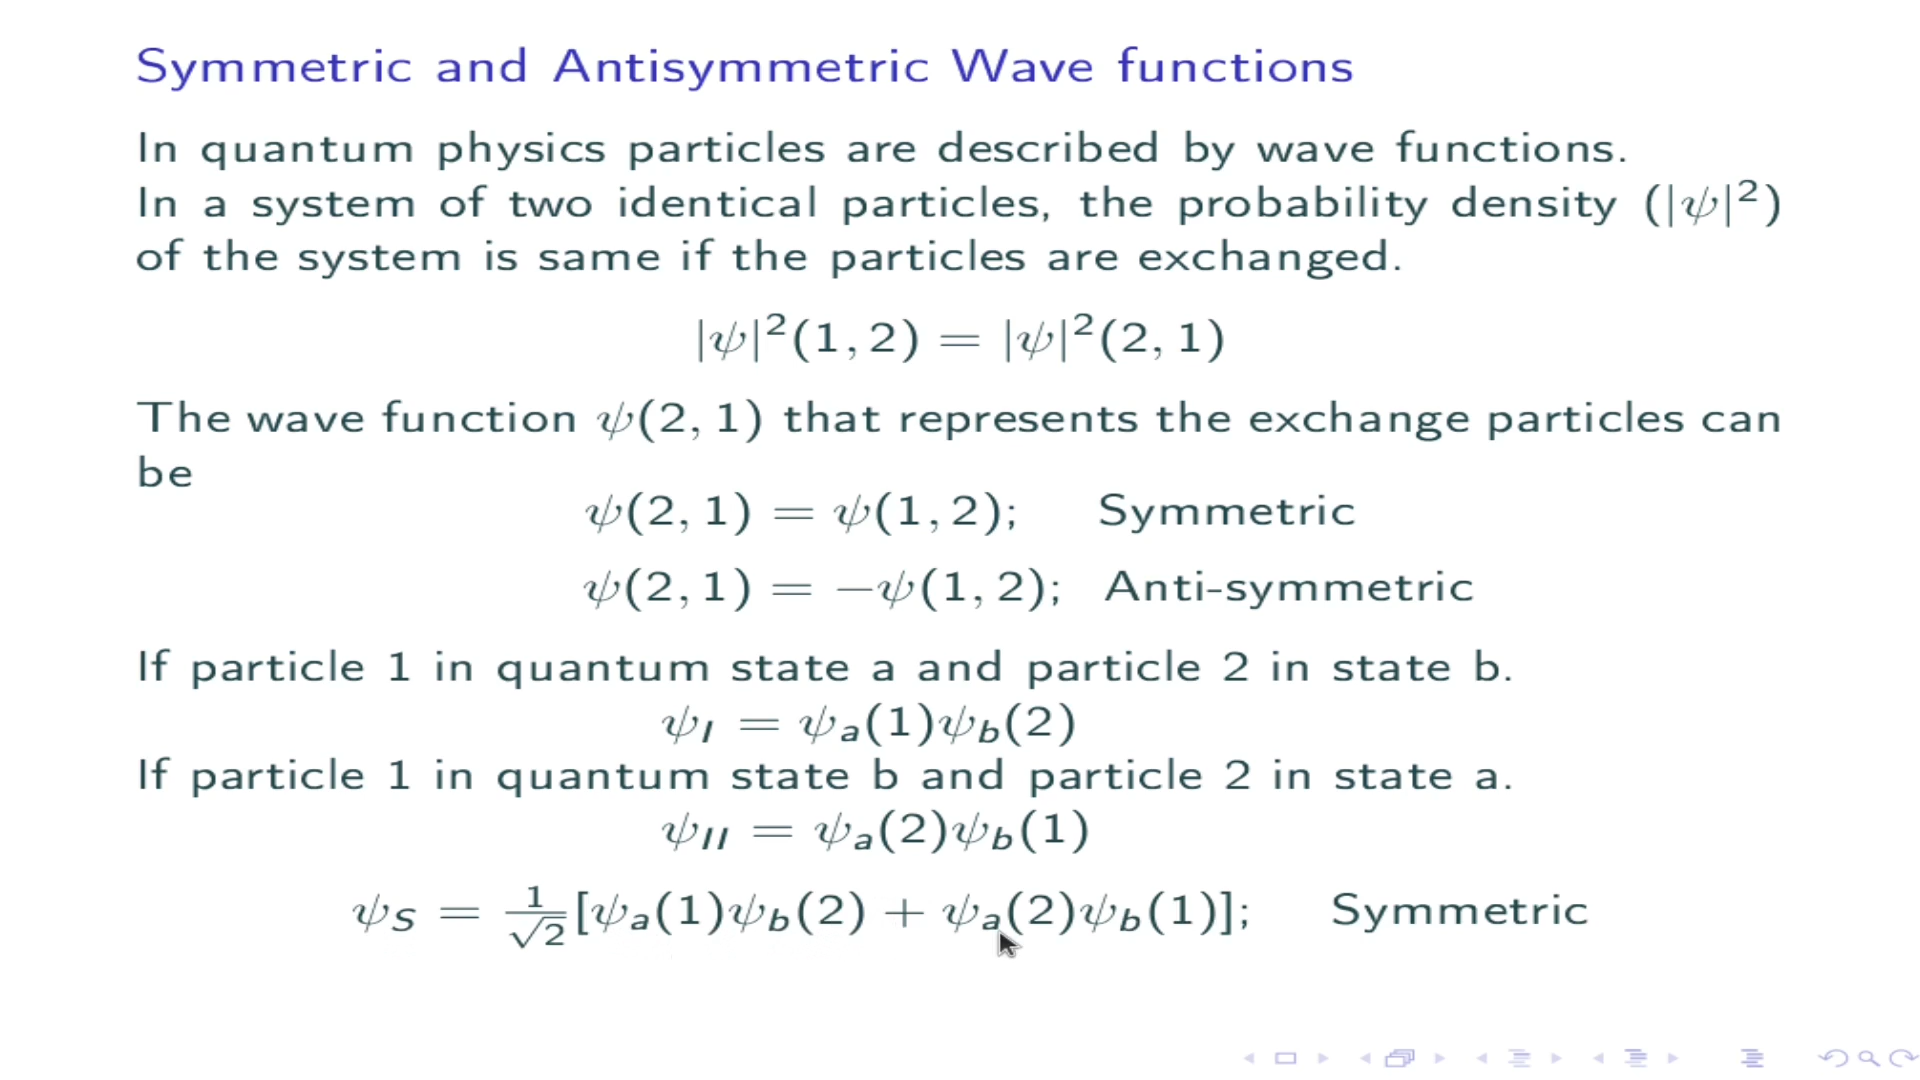 Symmetric and Antisymmetric Wave functions
In quantum physics particles are described by wave functions.
In a system of two identical particles, the probability density (|ψ|²)
of the system is same if the particles are exchanged.
|ψ|²(1, 2) = |ψ|²(2, 1)
The wave function ψ(2, 1) that represents the exchange particles can
be
ψ(2, 1) = ψ(1, 2); Symmetric
ψ(2, 1) = −ψ(1, 2); Anti-symmetric
If particle 1 in quantum state a and particle 2 in state b.
ψ_I = ψ_a(1)ψ_b(2)
If particle 1 in quantum state b and particle 2 in state a.
ψ_II = ψ_a(2)ψ_b(1)
ψ_S = 1/√2 [ψ_a(1)ψ_b(2) + ψ_a(2)ψ_b(1)]; Symmetric